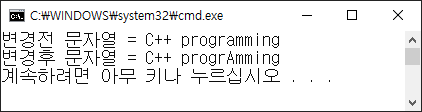 C:\WINDOWS\system32\cmd.exe
변경전 문자열 = C++ programming
변경후 문자열 = C++ progrAmming
계속하려면 아무 키나 누르십시오 . . .